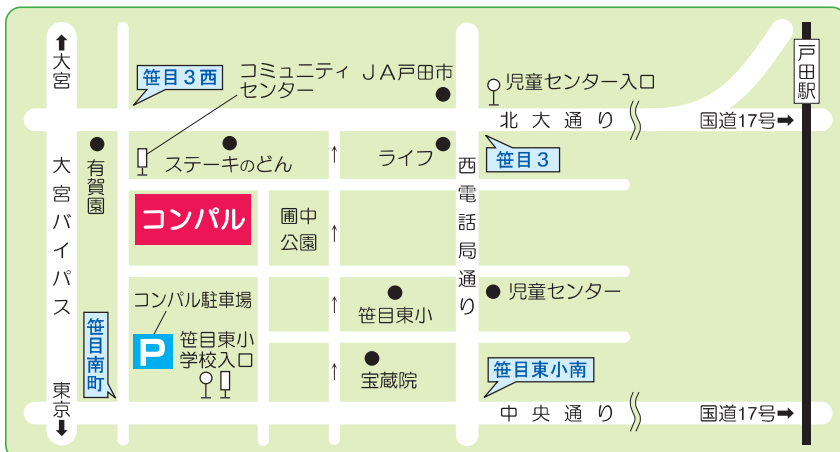 大宮
笹目3西
コミュニティ
センター
JA戸田市
児童センター入口
戸田駅
北大通り
国道17号
有賀園
ステーキのどん
ライフ
笹目3
大宮バイパス
コンパル
圃中
公園
西電話局通り
コンパル駐車場
笹目東小
児童センター
笹目南町
P
笹目東小
学校入口
宝蔵院
笹目東小南
東京
中央通り
国道17号